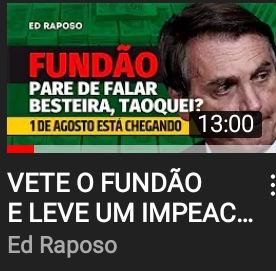 ED RAPOSO
FUNDÃO
PARE DE FALAR
BESTEIRA, TAOQUEI?
1 DE AGOSTO ESTÁ CHEGANDO
13:00
VETE O FUNDÃO
E LEVE UM IMPEAC...
Ed Raposo